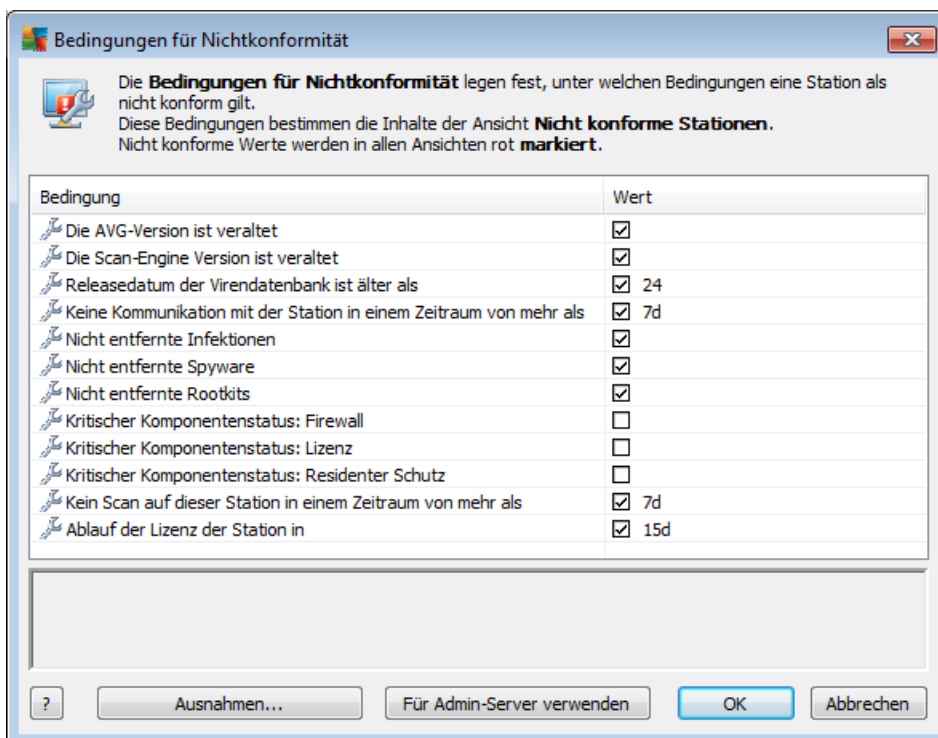 Bedingungen für Nichtkonformität
Die Bedingungen für Nichtkonformität legen fest, unter welchen Bedingungen eine Station als
nicht konform gilt.
Diese Bedingungen bestimmen die Inhalte der Ansicht Nicht konforme Stationen.
Nicht konforme Werte werden in allen Ansichten rot markiert.
Bedingung Wert
Die AVG-Version ist veraltet
Die Scan-Engine Version ist veraltet
Releasedatum der Virendatenbank ist älter als 24
Keine Kommunikation mit der Station in einem Zeitraum von mehr als 7d
Nicht entfernte Infektionen
Nicht entfernte Spyware
Nicht entfernte Rootkits
Kritischer Komponentenstatus: Firewall
Kritischer Komponentenstatus: Lizenz
Kritischer Komponentenstatus: Residenter Schutz
Kein Scan auf dieser Station in einem Zeitraum von mehr als 7d
Ablauf der Lizenz der Station in 15d
? Ausnahmen... Für Admin-Server verwenden OK Abbrechen